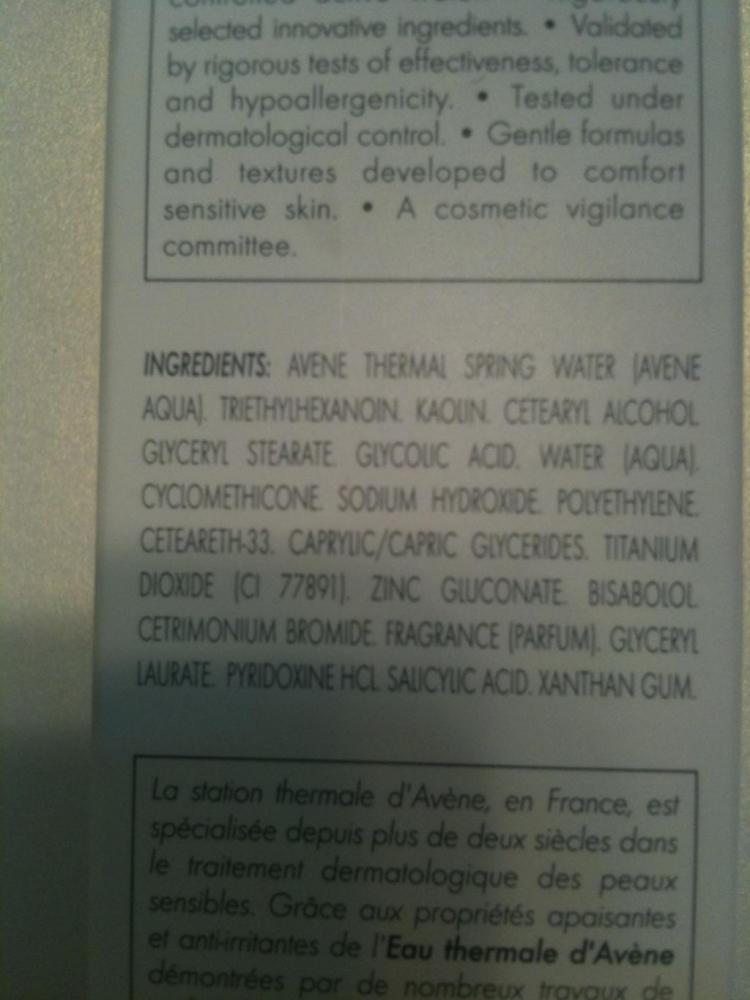 selected innovative ingredients. • Validated
by rigorous tests of effectiveness, tolerance
and hypoallergenicity. • Tested under
dermatological control. • Gentle formulas
and textures developed to comfort
sensitive skin. • A cosmetic vigilance
committee.
INGREDIENTS: AVENE THERMAL SPRING WATER (AVENE
AQUA). TRIETHYLHEXANOIN. KAOLIN. CETEARYL ALCOHOL.
GLYCERYL STEARATE. GLYCOLIC ACID. WATER (AQUA).
CYCLOMETHICONE. SODIUM HYDROXIDE. POLYETHYLENE.
CETEARETH-33. CAPRYLIC/CAPRIC GLYCERIDES. TITANIUM
DIOXIDE (CI 77891). ZINC GLUCONATE. BISABOLOL.
CETRIMONIUM BROMIDE. FRAGRANCE (PARFUM). GLYCERYL
LAURATE. PYRIDOXINE HCL. SALICYLIC ACID. XANTHAN GUM.
La station thermale d'Avène, en France, est
spécialisée depuis plus de deux siècles dans
le traitement dermatologique des peaux
sensibles. Grâce aux propriétés apaisantes
et anti-irritantes de l'Eau thermale d'Avène
démontrées par de nombreux travaux de